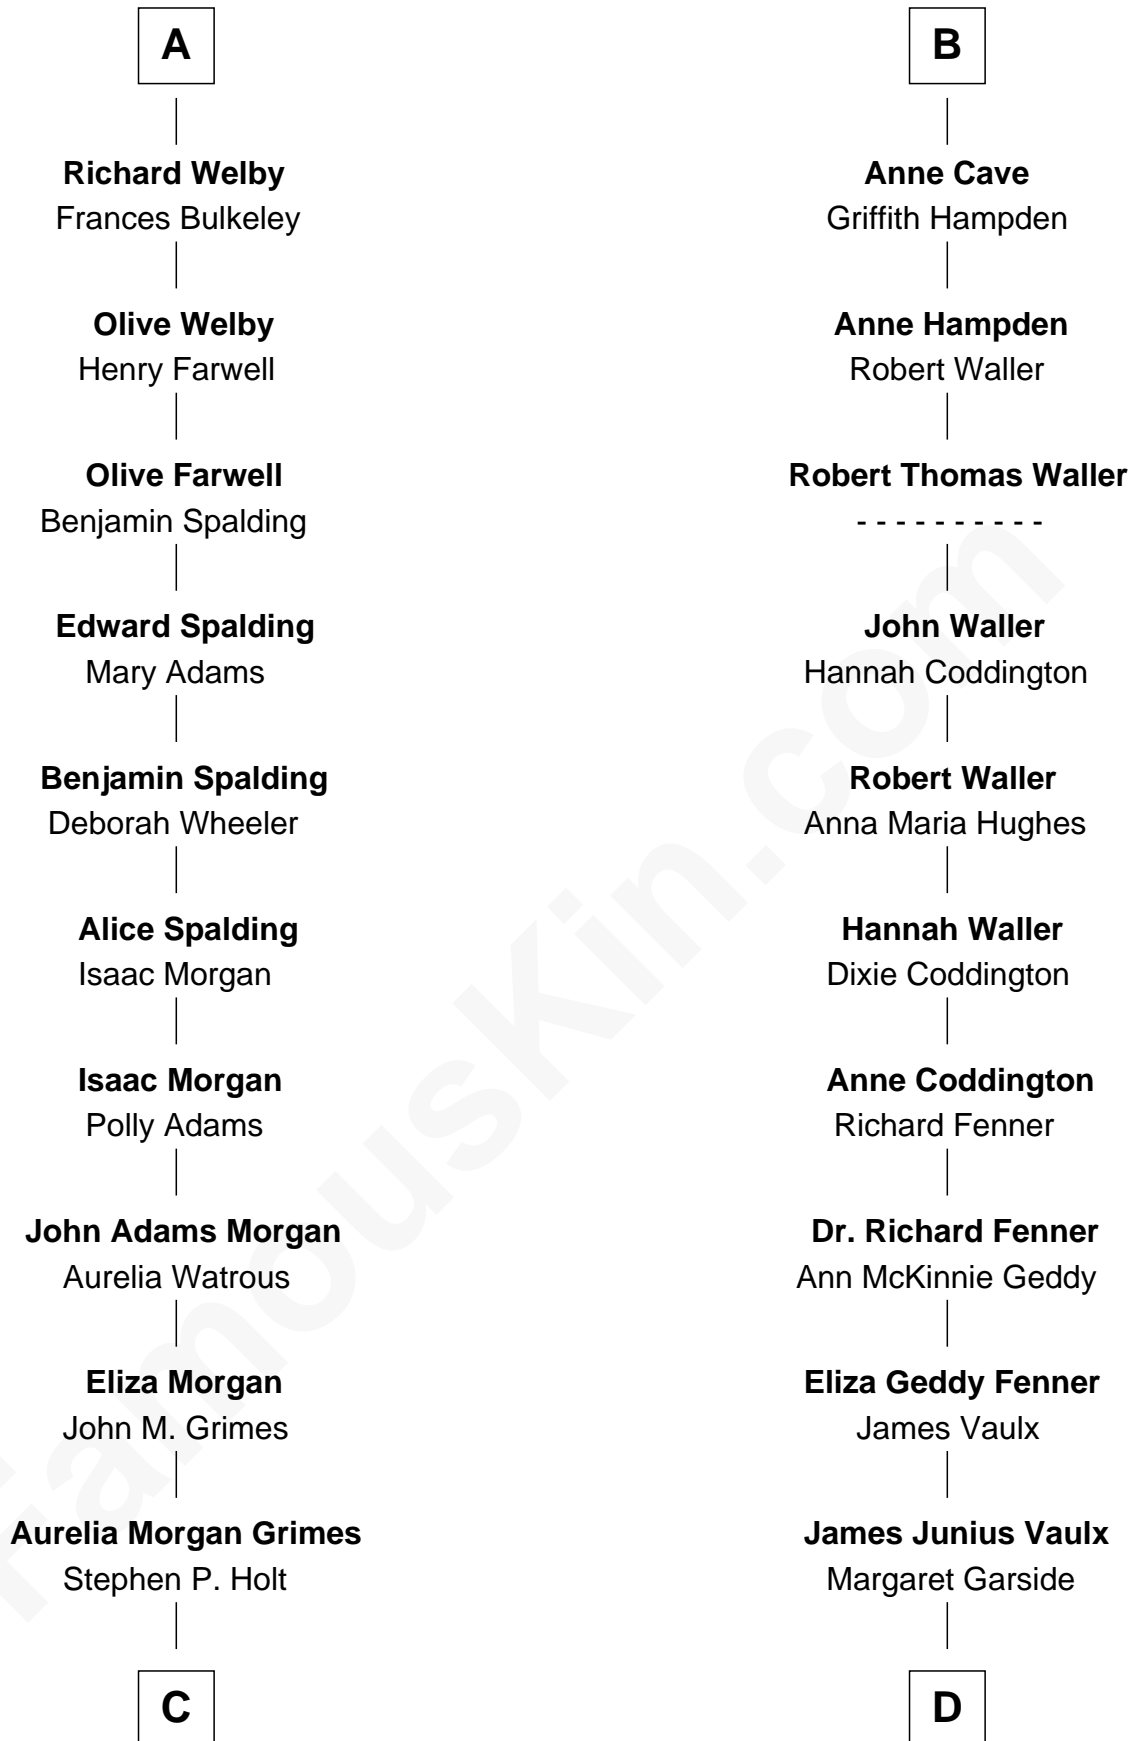 A
Richard Welby
Frances Bulkeley
Olive Welby
Henry Farwell
Olive Farwell
Benjamin Spalding
Edward Spalding
Mary Adams
Benjamin Spalding
Deborah Wheeler
Alice Spalding
Isaac Morgan
Isaac Morgan
Polly Adams
John Adams Morgan
Aurelia Watrous
Eliza Morgan
John M. Grimes
Aurelia Morgan Grimes
Stephen P. Holt
C
B
Anne Cave
Griffith Hampden
Anne Hampden
Robert Waller
Robert Thomas Waller
- - - - - - - - - -
John Waller
Hannah Coddington
Robert Waller
Anna Maria Hughes
Hannah Waller
Dixie Coddington
Anne Coddington
Richard Fenner
Dr. Richard Fenner
Ann McKinnie Geddy
Eliza Geddy Fenner
James Vaulx
James Junius Vaulx
Margaret Garside
D
FamousKin.com